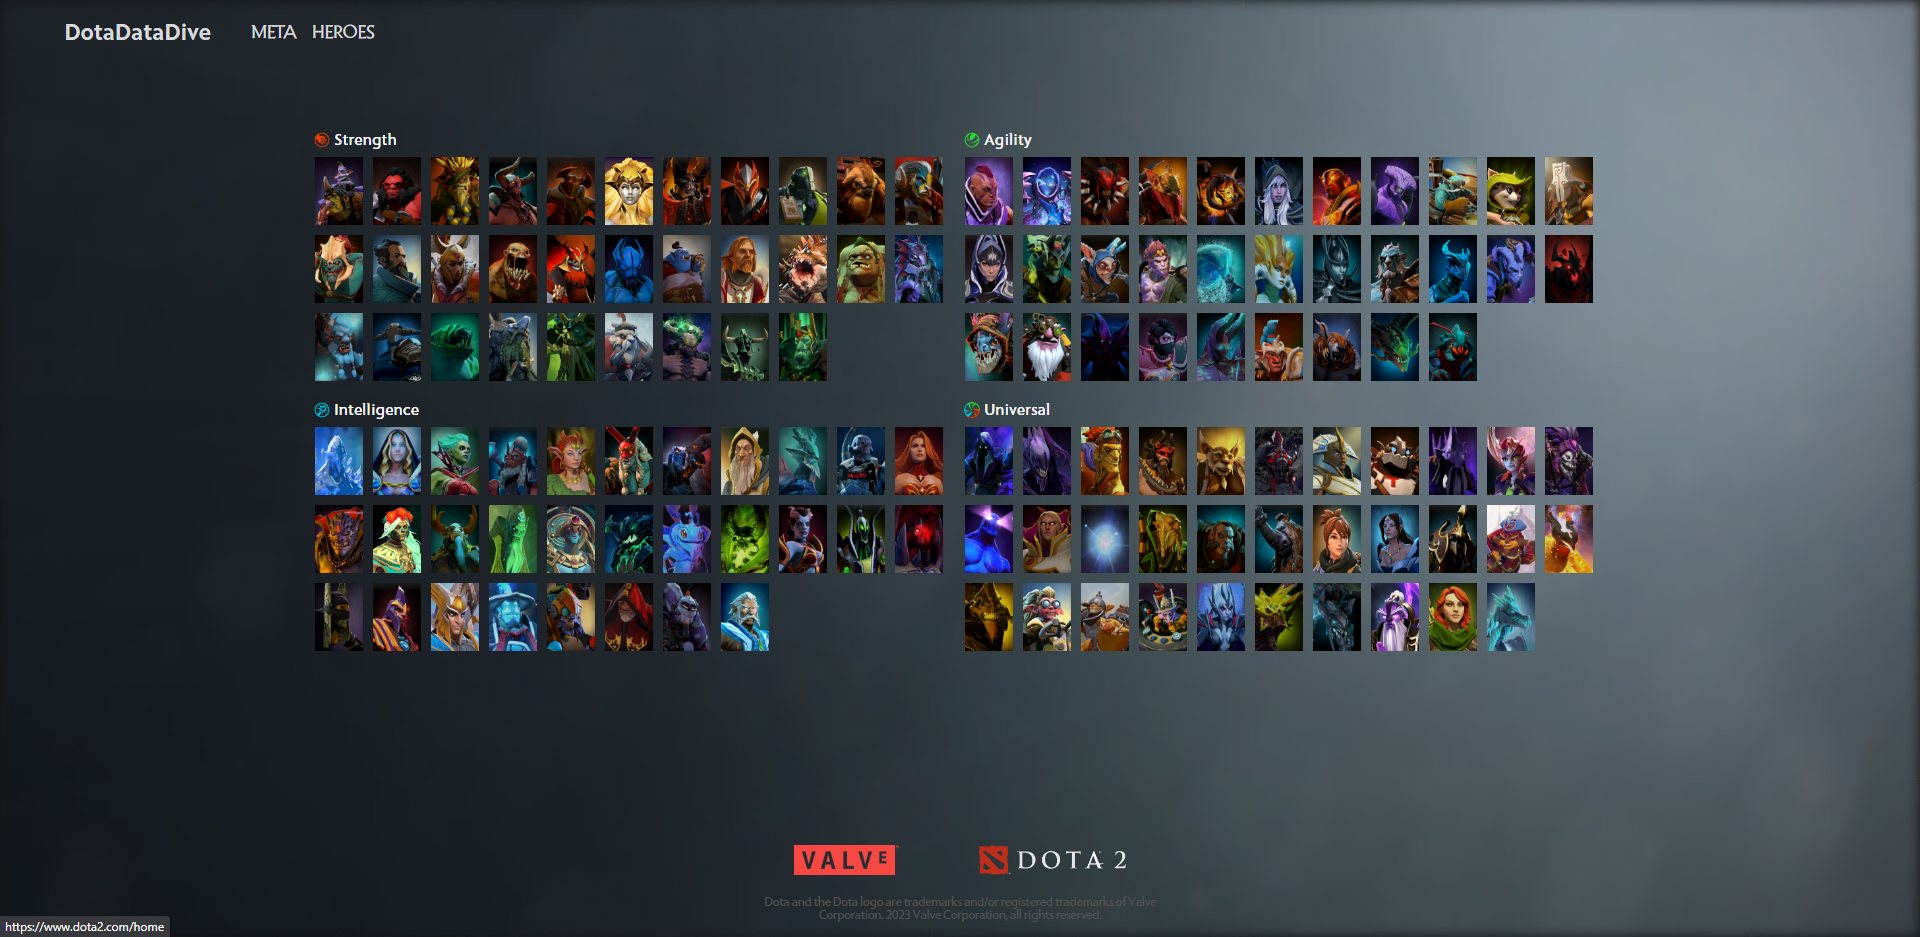 DotaDataDive
META HEROES
Strength
Agility
Intelligence
Universal
VALVE
DOTA 2
Dota and the Dota logo are trademarks and/or registered trademarks of Valve
Corporation. 2023 Valve Corporation, all rights reserved.
https://www.dota2.com/home